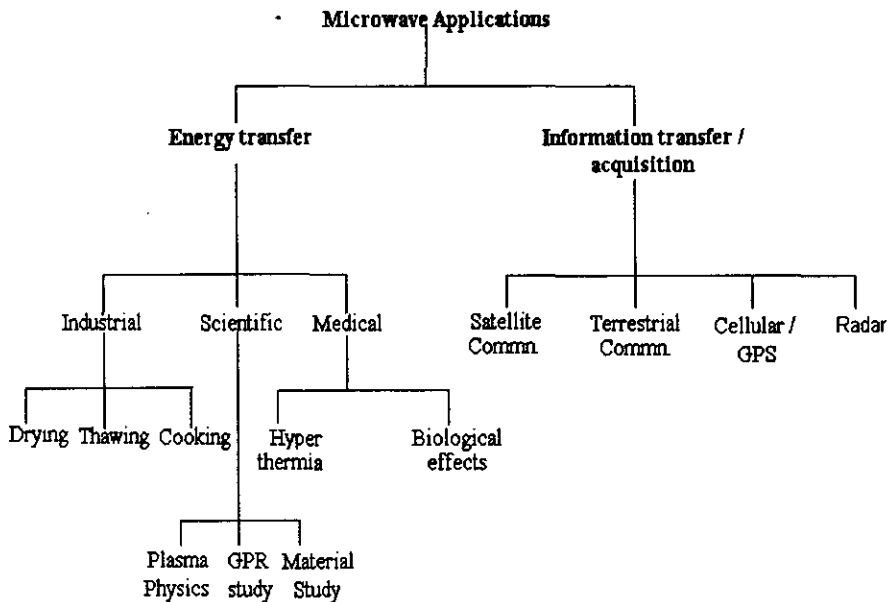 Microwave Applications
Energy transfer
Information transfer /
acquisition
Industrial
Scientific
Medical
Satellite
Commn.
Terrestrial
Commn.
Cellular /
GPS
Radar
Drying
Thawing
Cooking
Hyper
thermia
Biological
effects
Plasma
Physics
GPR
study
Material
Study